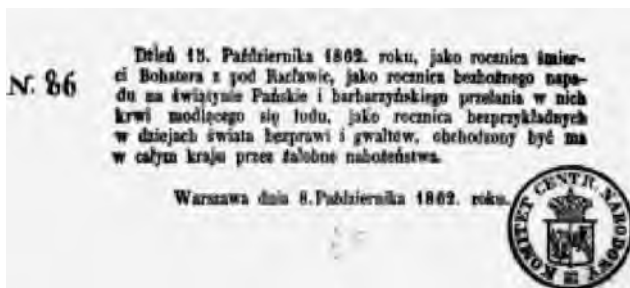 N. 86
Dzień 15. Października 1862. roku, jako rocznica śmier-
ci Bohatera z pod Racławic, jako rocznica bezbożnego napa-
du na świątynie Pańskie i barbarzyńskiego przelania w nich
krwi modlącego się ludu, jako rocznica bezprzykładnych
w dziejach świata bezprawi i gwałtów, obchodzony być ma
w całym kraju przez żałobne nabożeństwa.
Warszawa dnia 8. Października 1862. roku.
KOMITET CENTR. NARODOWY